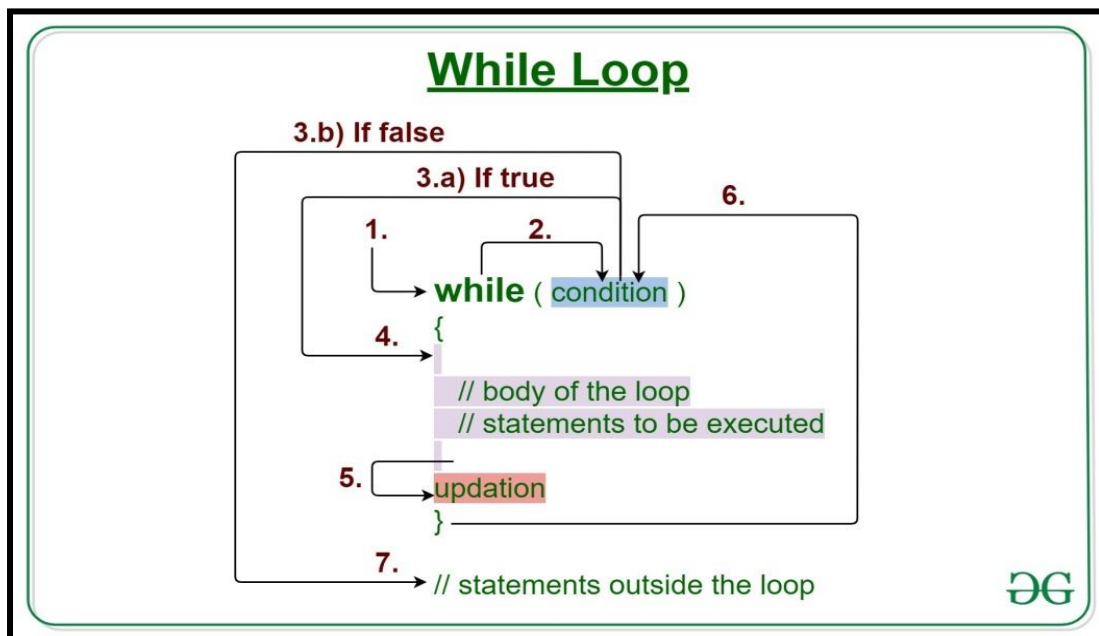 While Loop
3.b) If false
3.a) If true
6.
1.
2.
while ( condition )
{
4.
// body of the loop
// statements to be executed
5.
updation
}
7.
// statements outside the loop